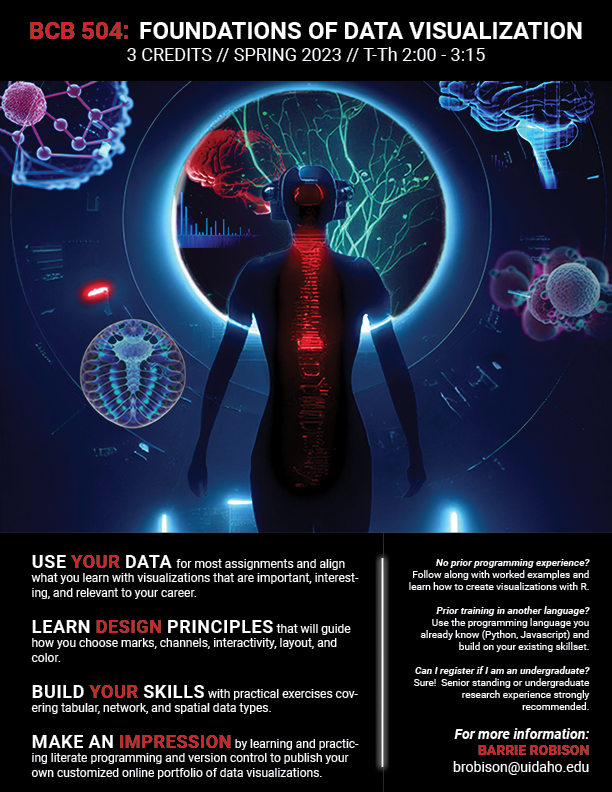 BCB 504: FOUNDATIONS OF DATA VISUALIZATION
3 CREDITS // SPRING 2023 // T-Th 2:00 - 3:15
USE YOUR DATA for most assignments and align
what you learn with visualizations that are important, interest-
ing, and relevant to your career.
LEARN DESIGN PRINCIPLES that will guide
how you choose marks, channels, interactivity, layout, and
color.
BUILD YOUR SKILLS with practical exercises cov-
ering tabular, network, and spatial data types.
MAKE AN IMPRESSION by learning and practic-
ing literate programming and version control to publish your
own customized online portfolio of data visualizations.
No prior programming experience?
Follow along with worked examples and
learn how to create visualizations with R.
Prior training in another language?
Use the programming language you
already know (Python, Javascript) and
build on your existing skillset.
Can I register if I am an undergraduate?
Sure! Senior standing or undergraduate
research experience strongly
recommended.
For more information:
BARRIE ROBISON
brobison@uidaho.edu